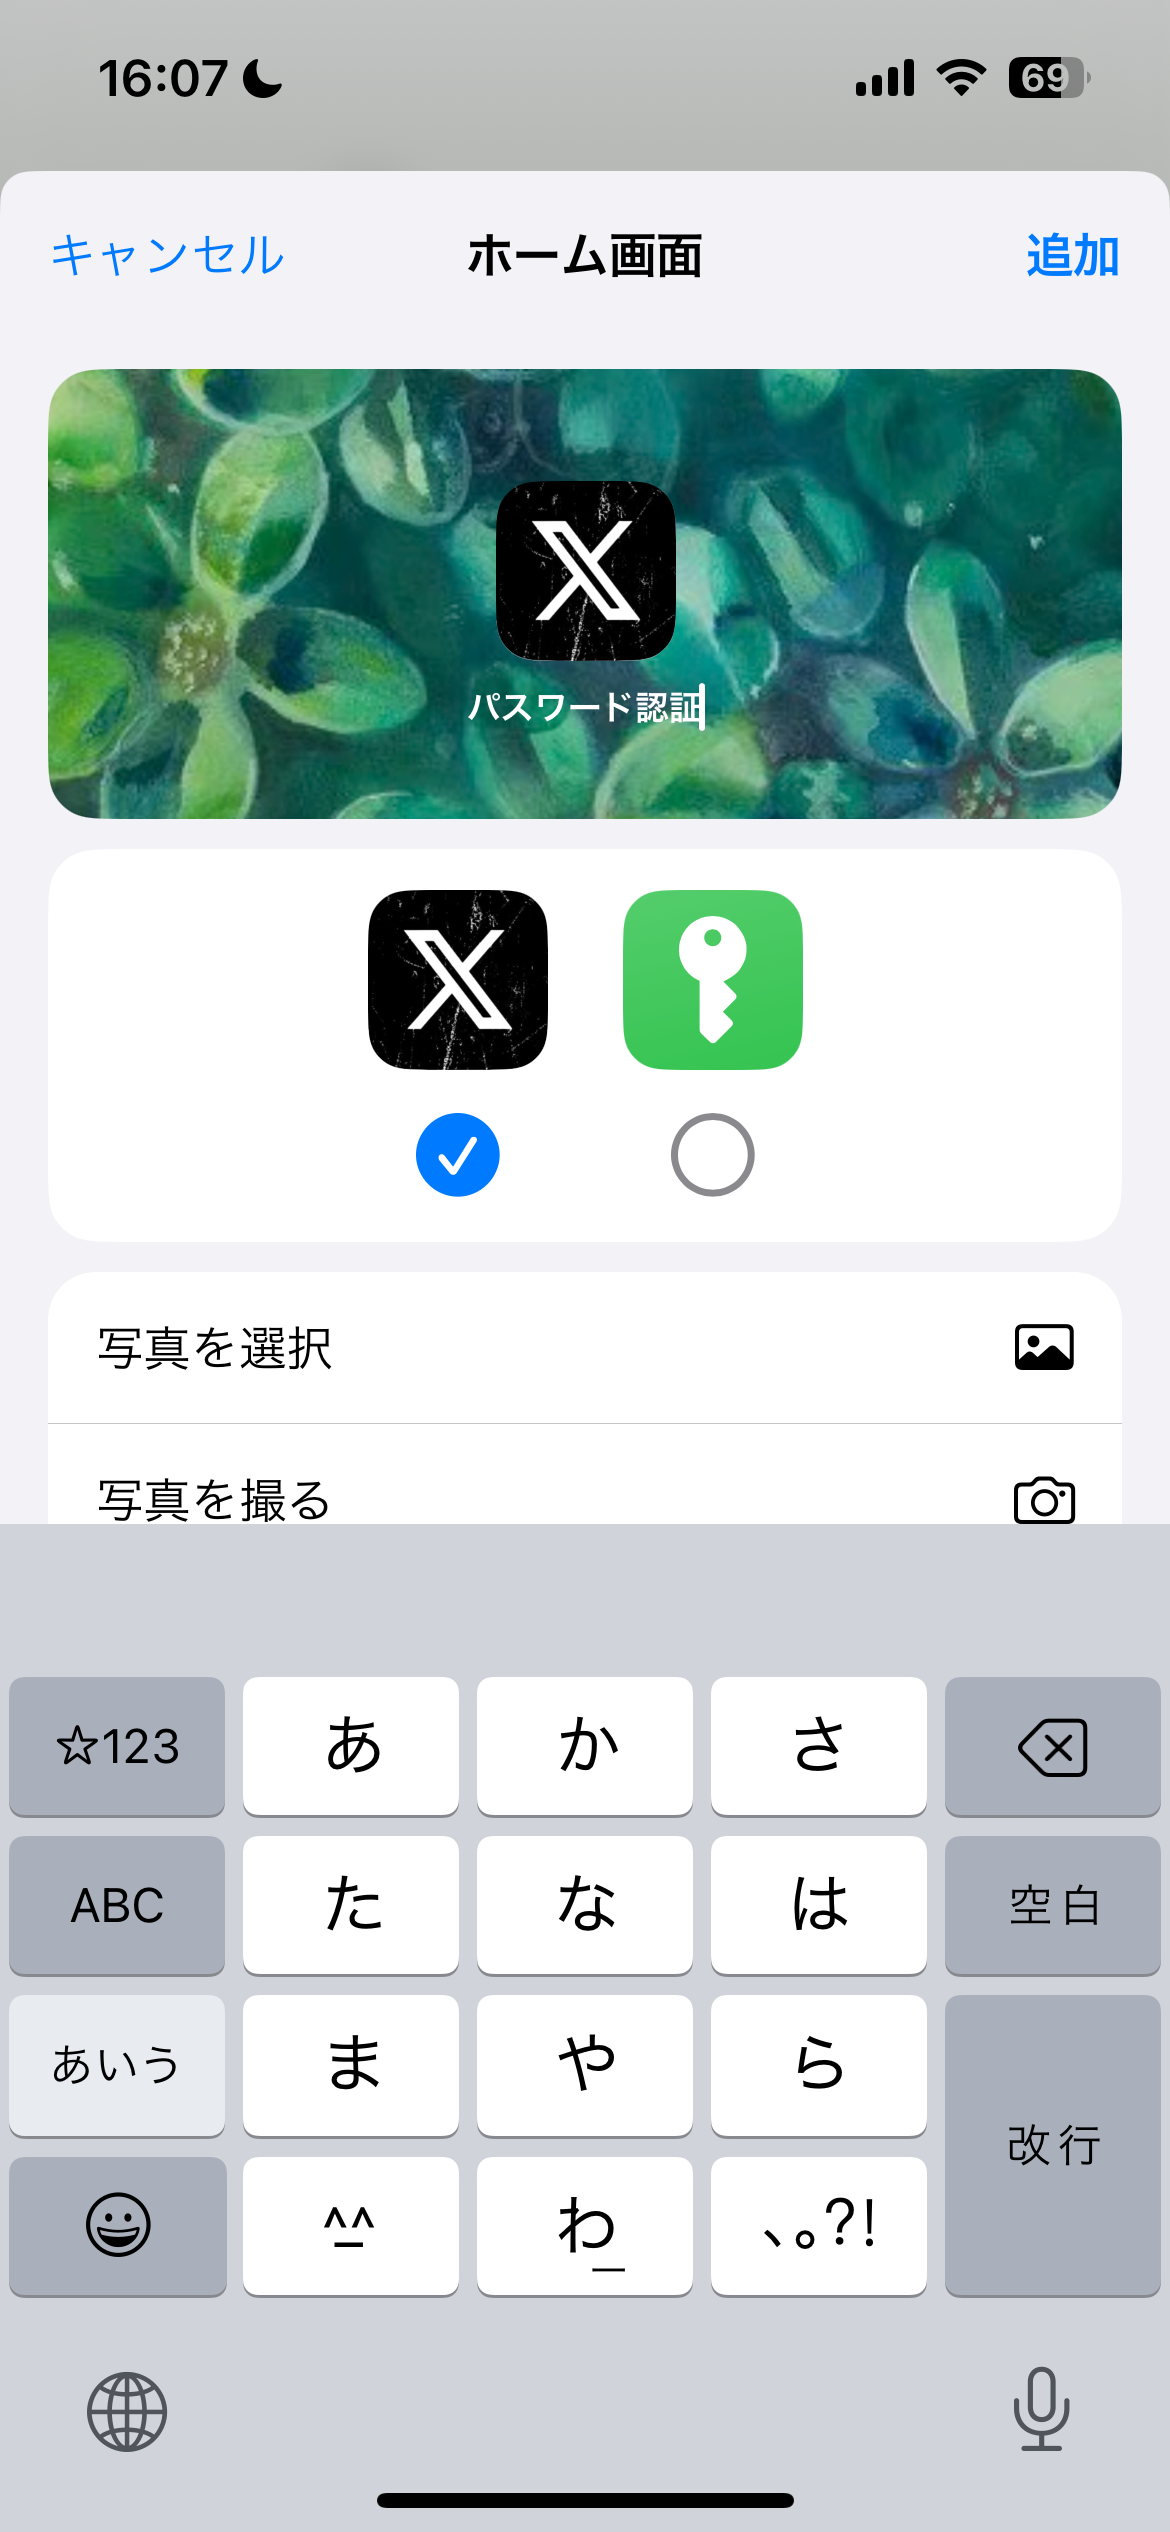 16:07
69
キャンセル
ホーム画面
追加
パスワード認証
写真を選択
写真を撮る
☆123
あ
か
さ
ABC
た
な
は
空白
あいう
ま
や
ら
改行
^_^
わ_
、。?!